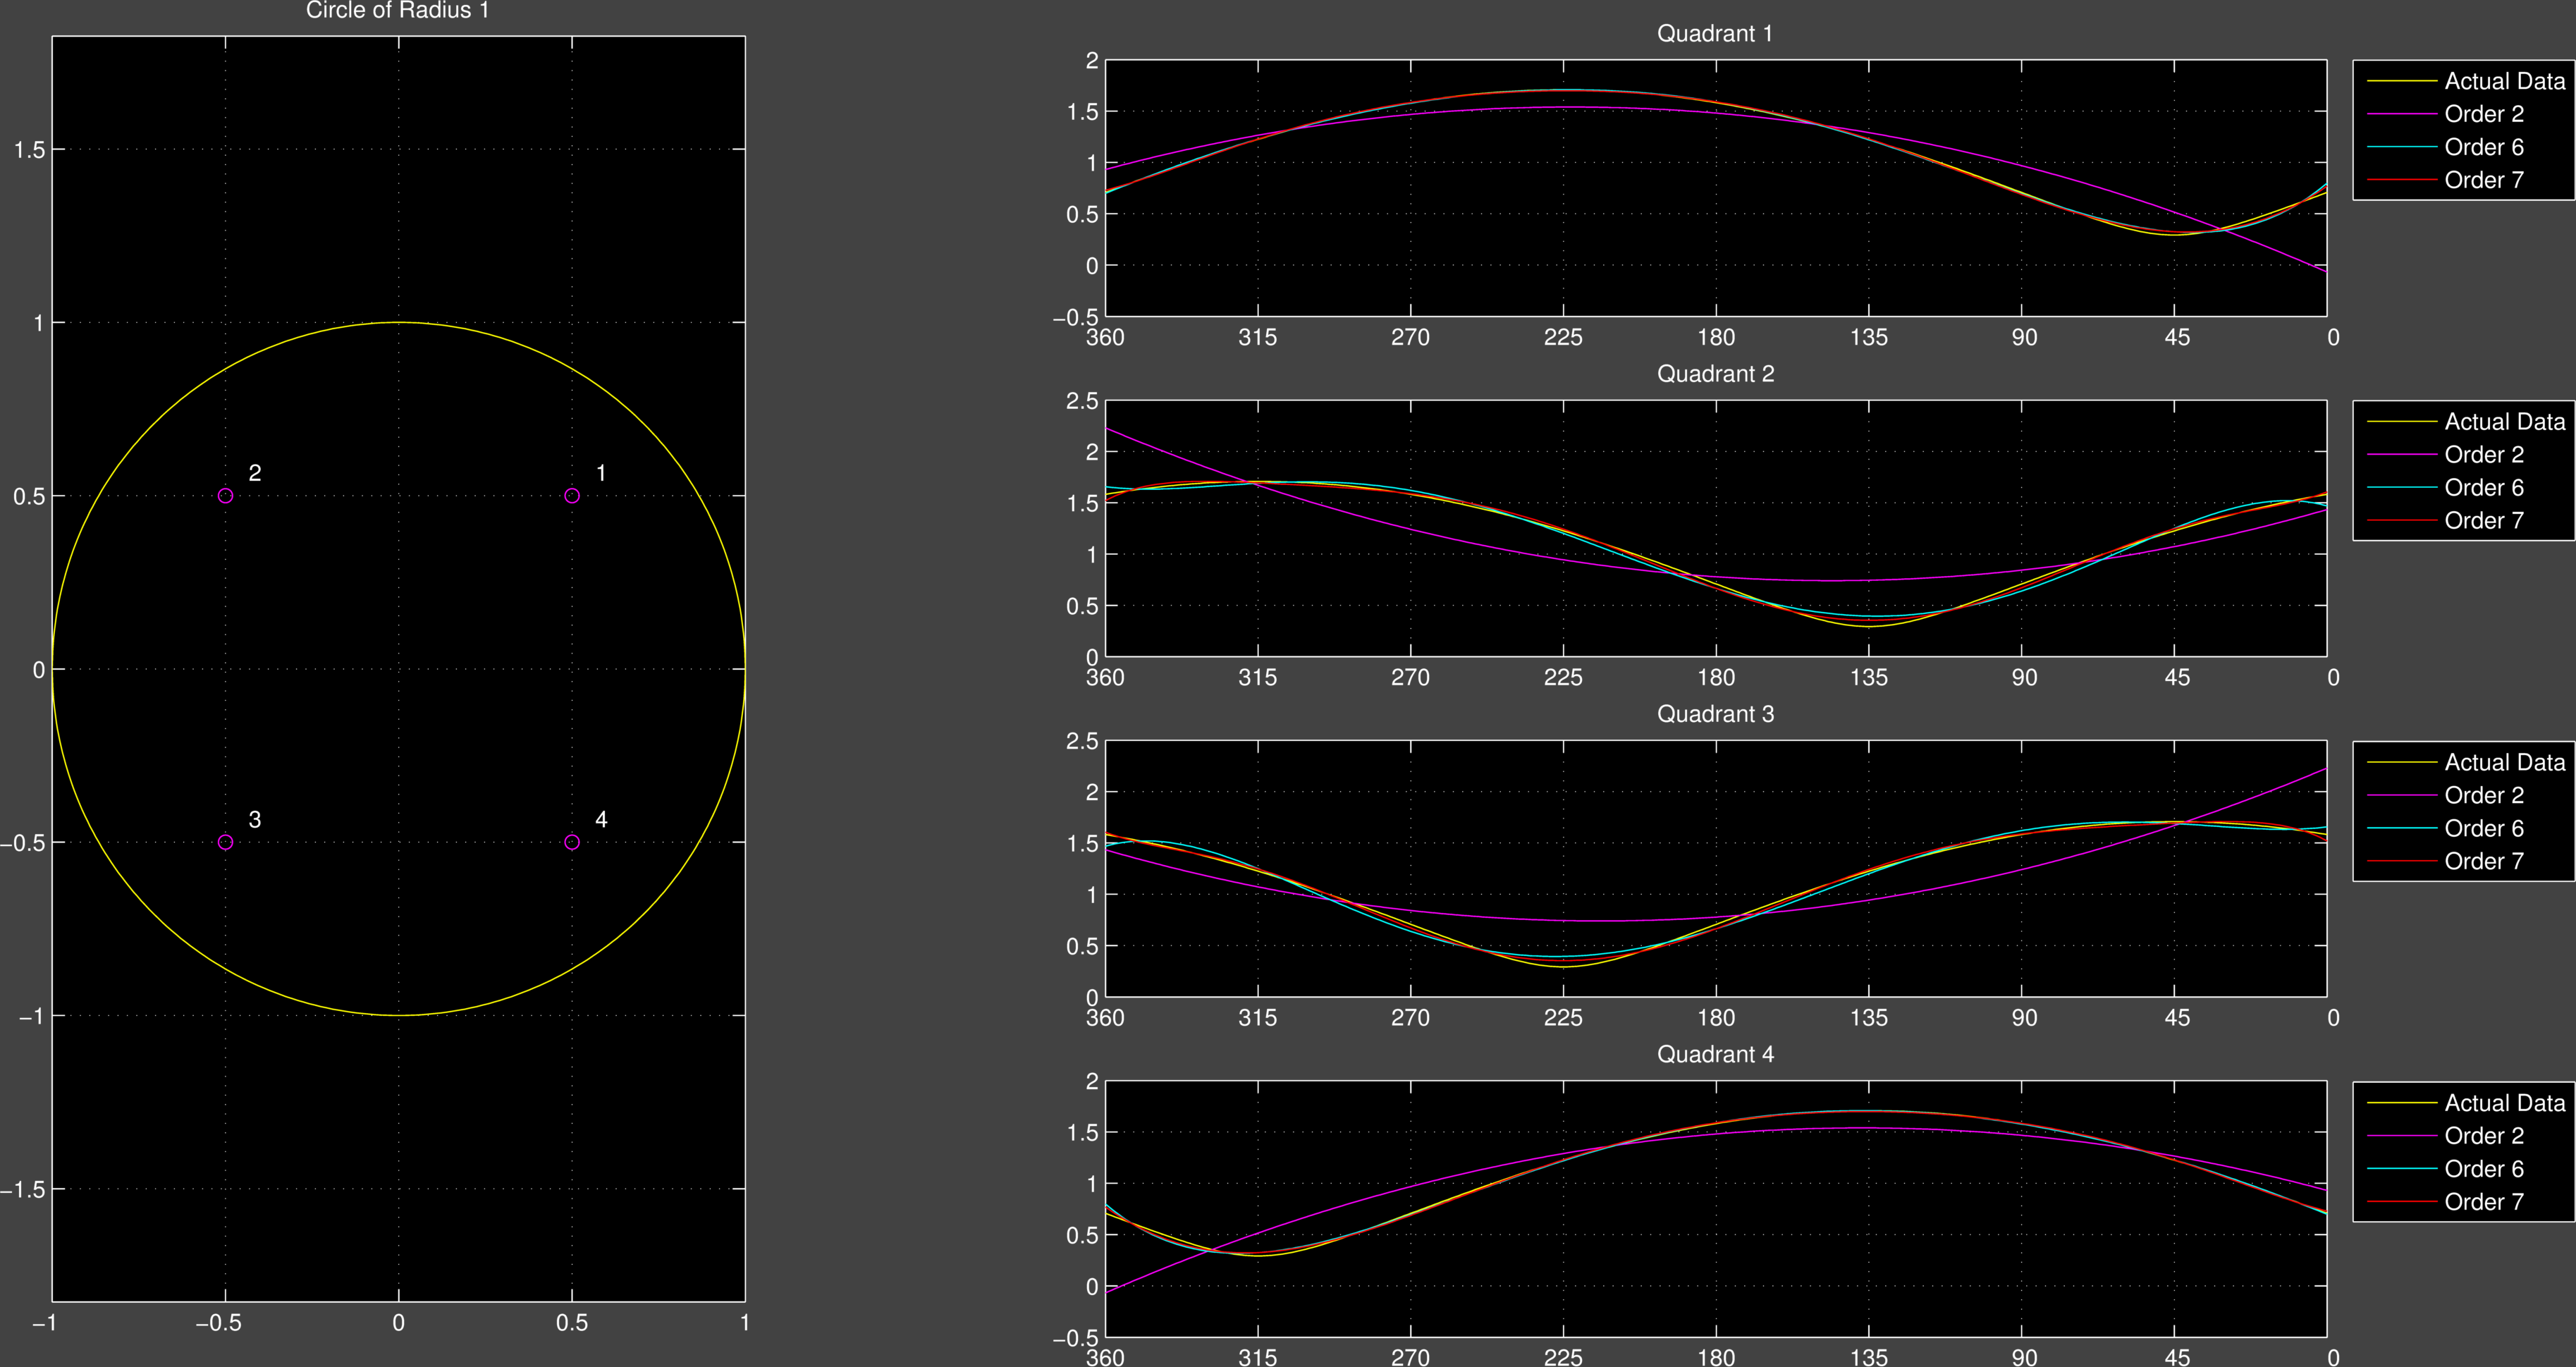 Circle of Radius 1
1.5
1
0.5
0
−0.5
−1
−1.5
−1 −0.5 0 0.5 1
2 1
3 4
Quadrant 1
2
1.5
1
0.5
0
−0.5
360 315 270 225 180 135 90 45 0
Actual Data
Order 2
Order 6
Order 7
Quadrant 2
2.5
2
1.5
1
0.5
0
360 315 270 225 180 135 90 45 0
Actual Data
Order 2
Order 6
Order 7
Quadrant 3
2.5
2
1.5
1
0.5
0
360 315 270 225 180 135 90 45 0
Actual Data
Order 2
Order 6
Order 7
Quadrant 4
2
1.5
1
0.5
0
−0.5
360 315 270 225 180 135 90 45 0
Actual Data
Order 2
Order 6
Order 7